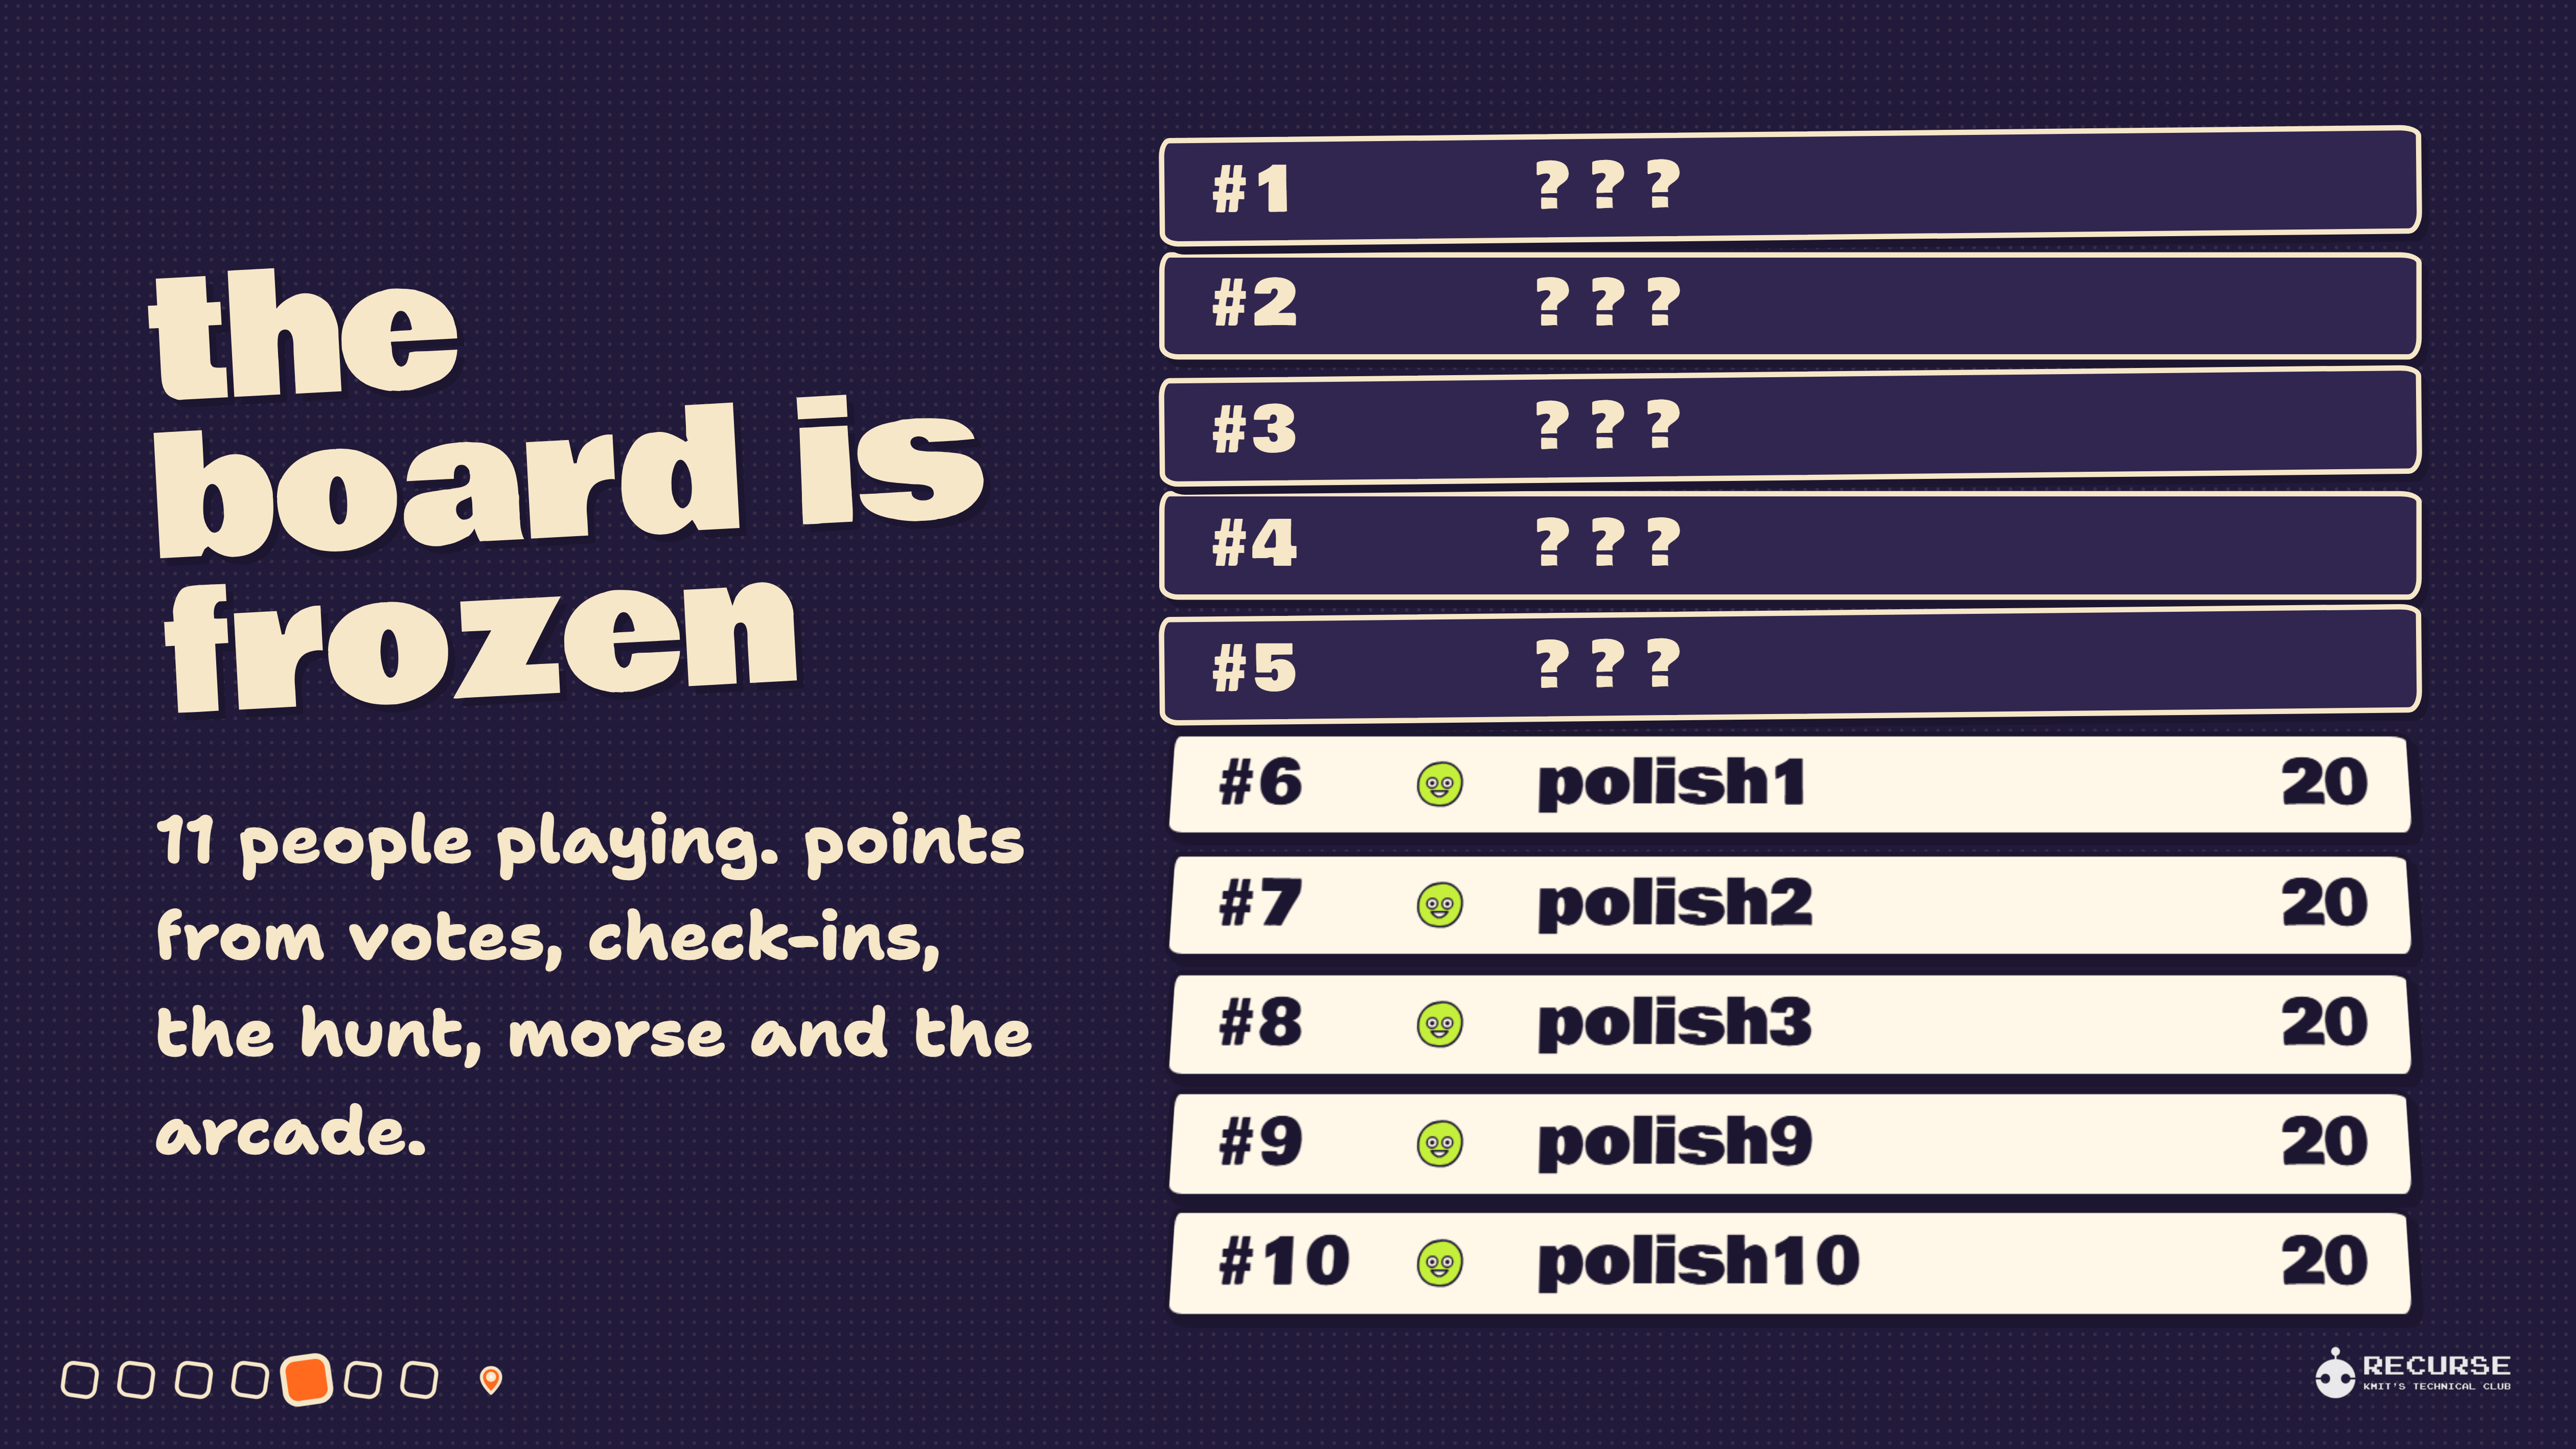 the
board is
frozen
11 people playing. points
from votes, check-ins,
the hunt, morse and the
arcade.
#1 ? ? ?
#2 ? ? ?
#3 ? ? ?
#4 ? ? ?
#5 ? ? ?
#6 polish1 20
#7 polish2 20
#8 polish3 20
#9 polish9 20
#10 polish10 20
RECURSE
KMIT'S TECHNICAL CLUB